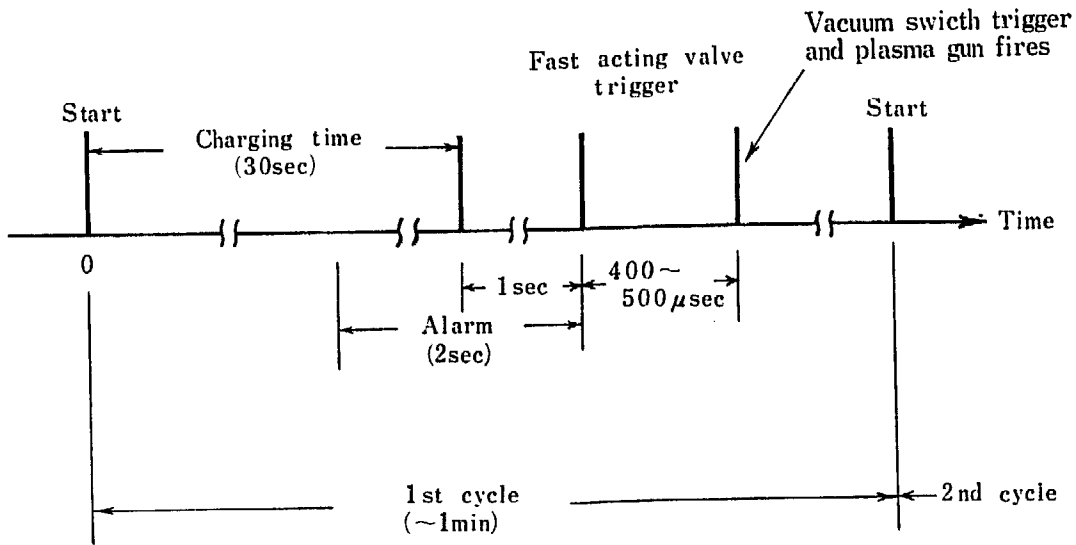 Vacuum swicth trigger
and plasma gun fires
Fast acting valve
trigger
Start
Start
Charging time
(30sec)
Time
0
1sec
400～
500μsec
Alarm
(2sec)
1st cycle
(～1min)
2nd cycle